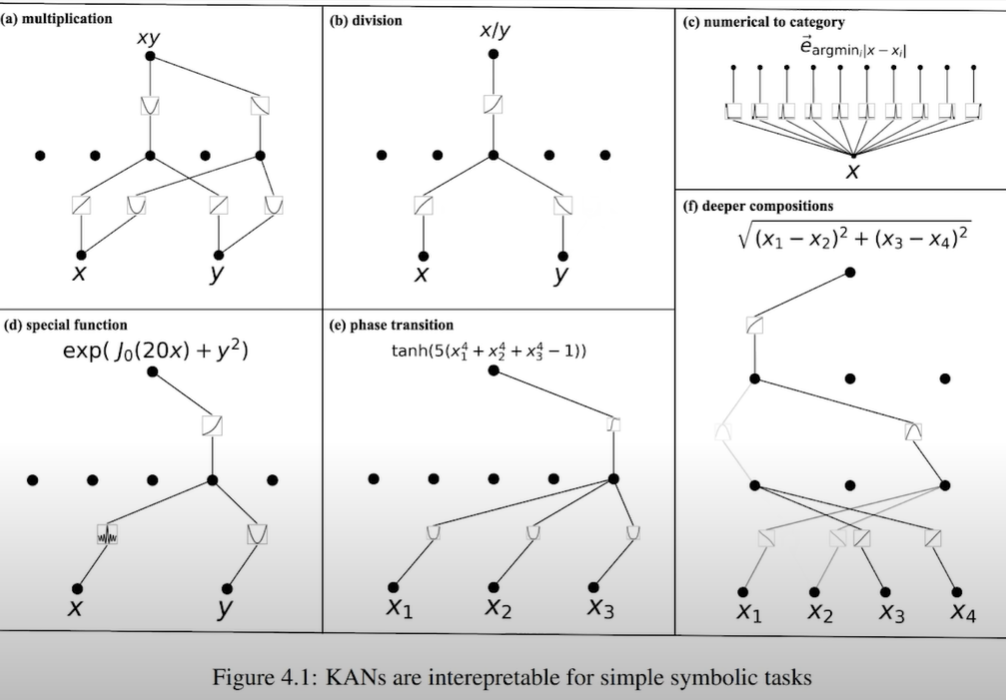 (a) multiplication
xy
x
y
(b) division
x/y
x
y
(c) numerical to category
e⃗_argminᵢ|x − xᵢ|
x
(d) special function
exp( J₀(20x) + y²)
x
y
(e) phase transition
tanh(5(x₁⁴ + x₂⁴ + x₃⁴ − 1))
x₁
x₂
x₃
(f) deeper compositions
√(x₁ − x₂)² + (x₃ − x₄)²
x₁
x₂
x₃
x₄
Figure 4.1: KANs are interepretable for simple symbolic tasks